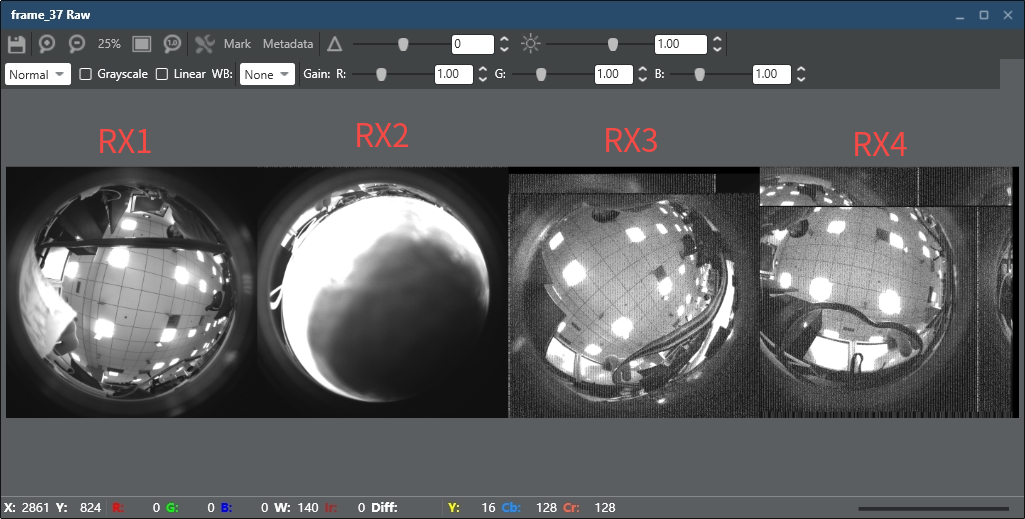 frame_37 Raw
25% 1.0 Mark Metadata 0 1.00
Normal Grayscale Linear WB: None Gain: R: 1.00 G: 1.00 B: 1.00
RX1 RX2 RX3 RX4
X: 2861 Y: 824 R: 0 G: 0 B: 0 W: 140 Ir: 0 Diff: Y: 16 Cb: 128 Cr: 128